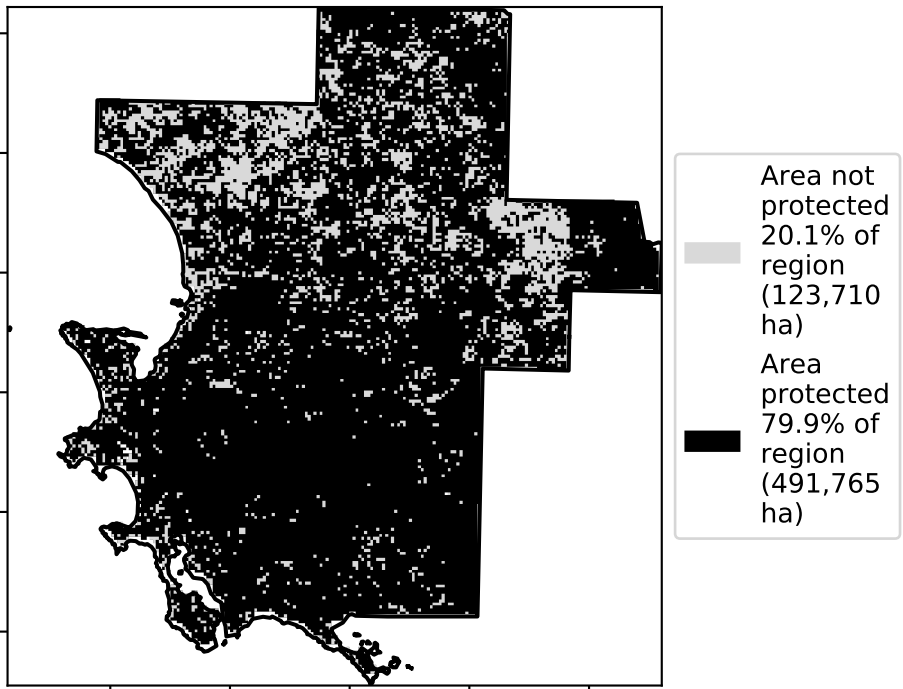 Area not
protected
20.1% of
region
(123,710
ha)
Area
protected
79.9% of
region
(491,765
ha)